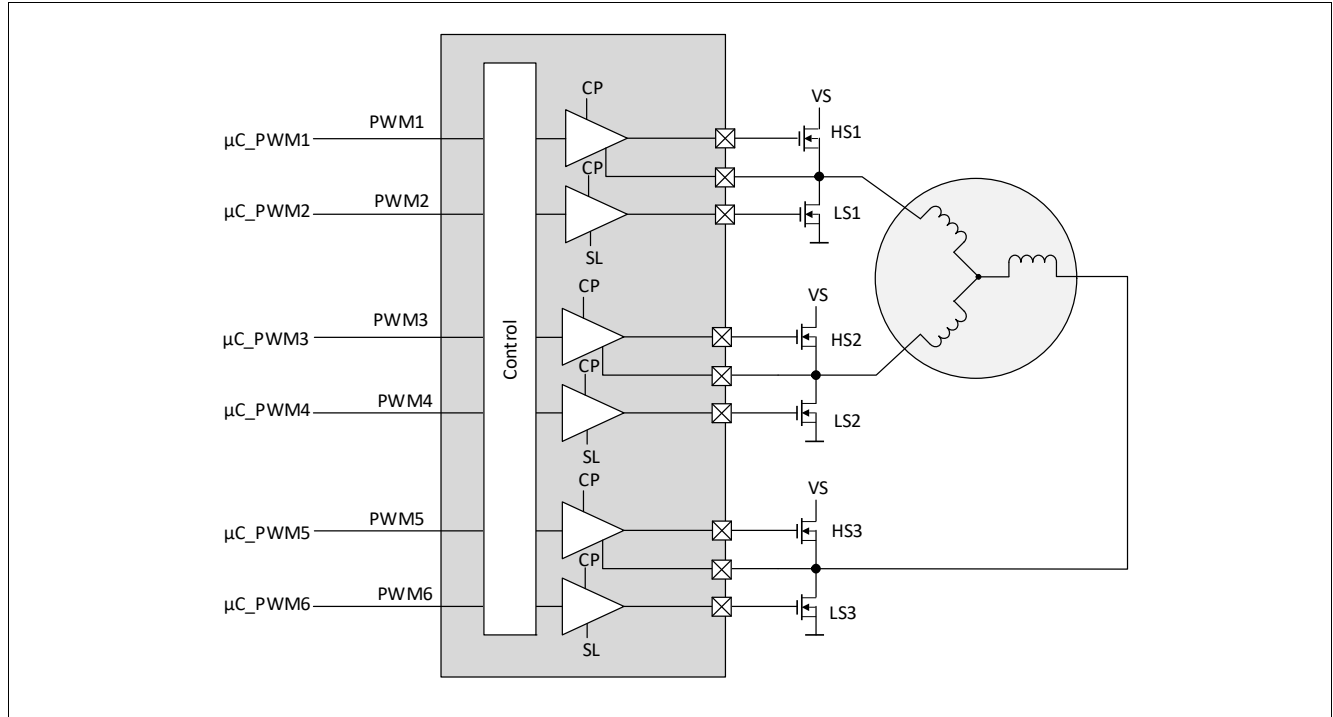 CP
VS
µC_PWM1
PWM1
HS1
CP
µC_PWM2
PWM2
LS1
SL
CP
VS
µC_PWM3
PWM3
HS2
Control
CP
µC_PWM4
PWM4
LS2
SL
CP
VS
µC_PWM5
PWM5
HS3
CP
µC_PWM6
PWM6
LS3
SL